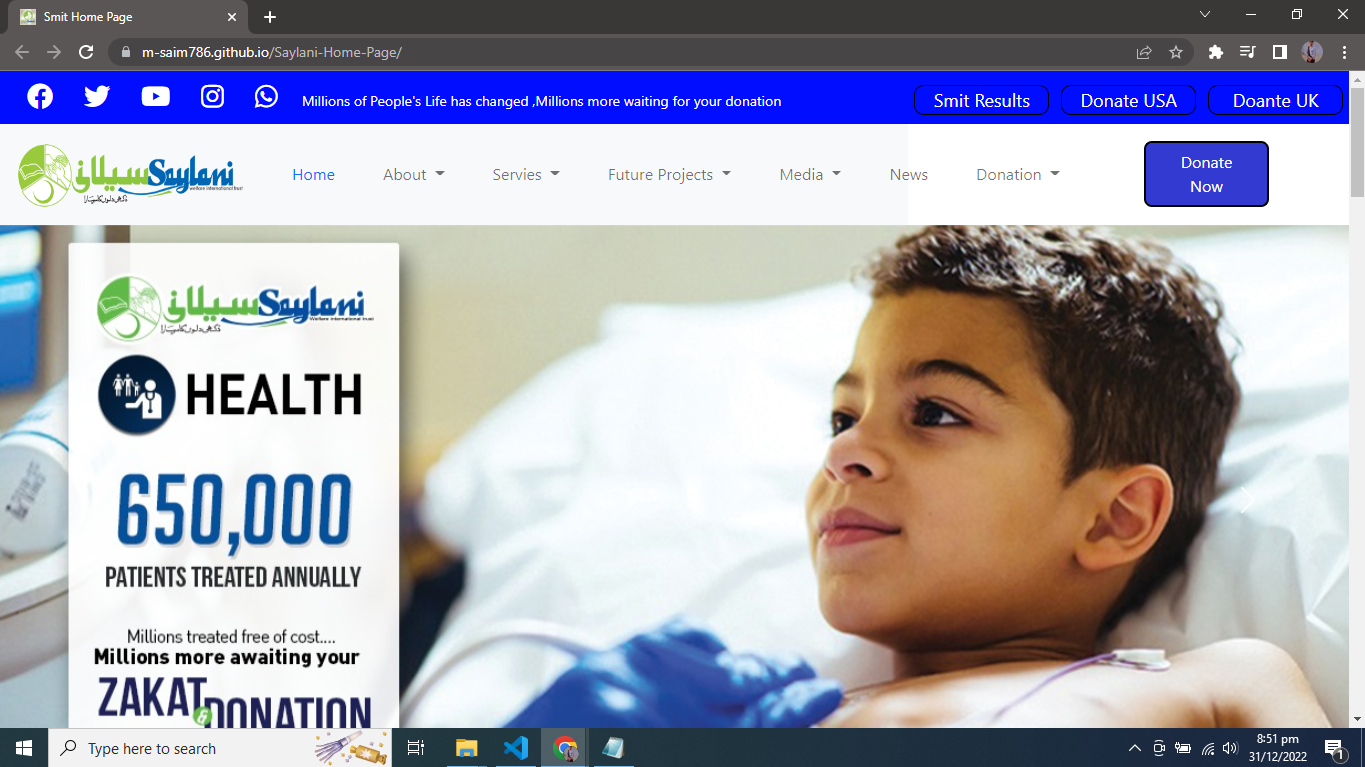 Smit Home Page
m-saim786.github.io/Saylani-Home-Page/
Millions of People's Life has changed ,Millions more waiting for your donation
Smit Results
Donate USA
Doante UK
سیلانی Saylani
welfare international trust
Home
About
Servies
Future Projects
Media
News
Donation
Donate
Now
سیلانی Saylani
Welfare international trust
HEALTH
650,000
PATIENTS TREATED ANNUALLY
Millions treated free of cost....
Millions more awaiting your
ZAKAT
& DONATION
Type here to search
8:51 pm
31/12/2022
1